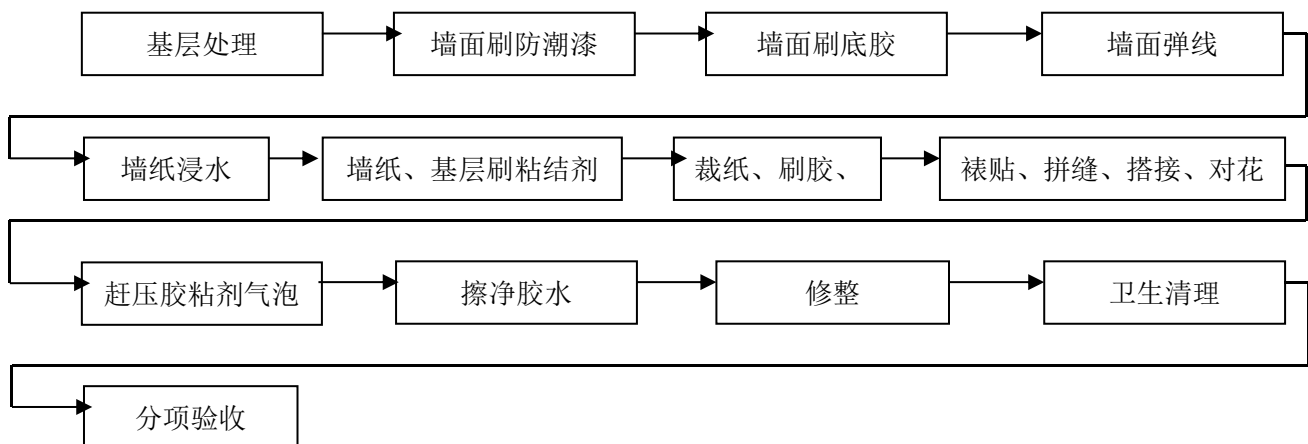 基层处理
墙面刷防潮漆
墙面刷底胶
墙面弹线
墙纸浸水
墙纸、基层刷粘结剂
裁纸、刷胶、
裱贴、拼缝、搭接、对花
赶压胶粘剂气泡
擦净胶水
修整
卫生清理
分项验收